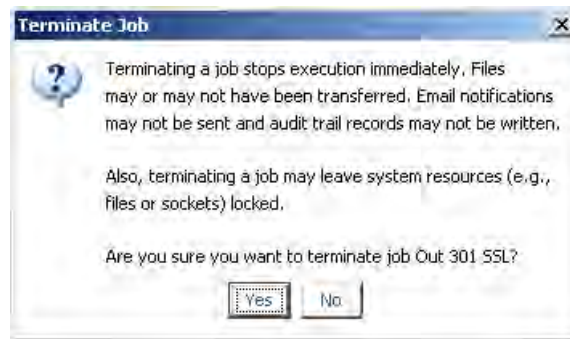 Terminate Job
Terminating a job stops execution immediately. Files
may or may not have been transferred. Email notifications
may not be sent and audit trail records may not be written.
Also, terminating a job may leave system resources (e.g.,
files or sockets) locked.
Are you sure you want to terminate job Out 301 SSL?
Yes No